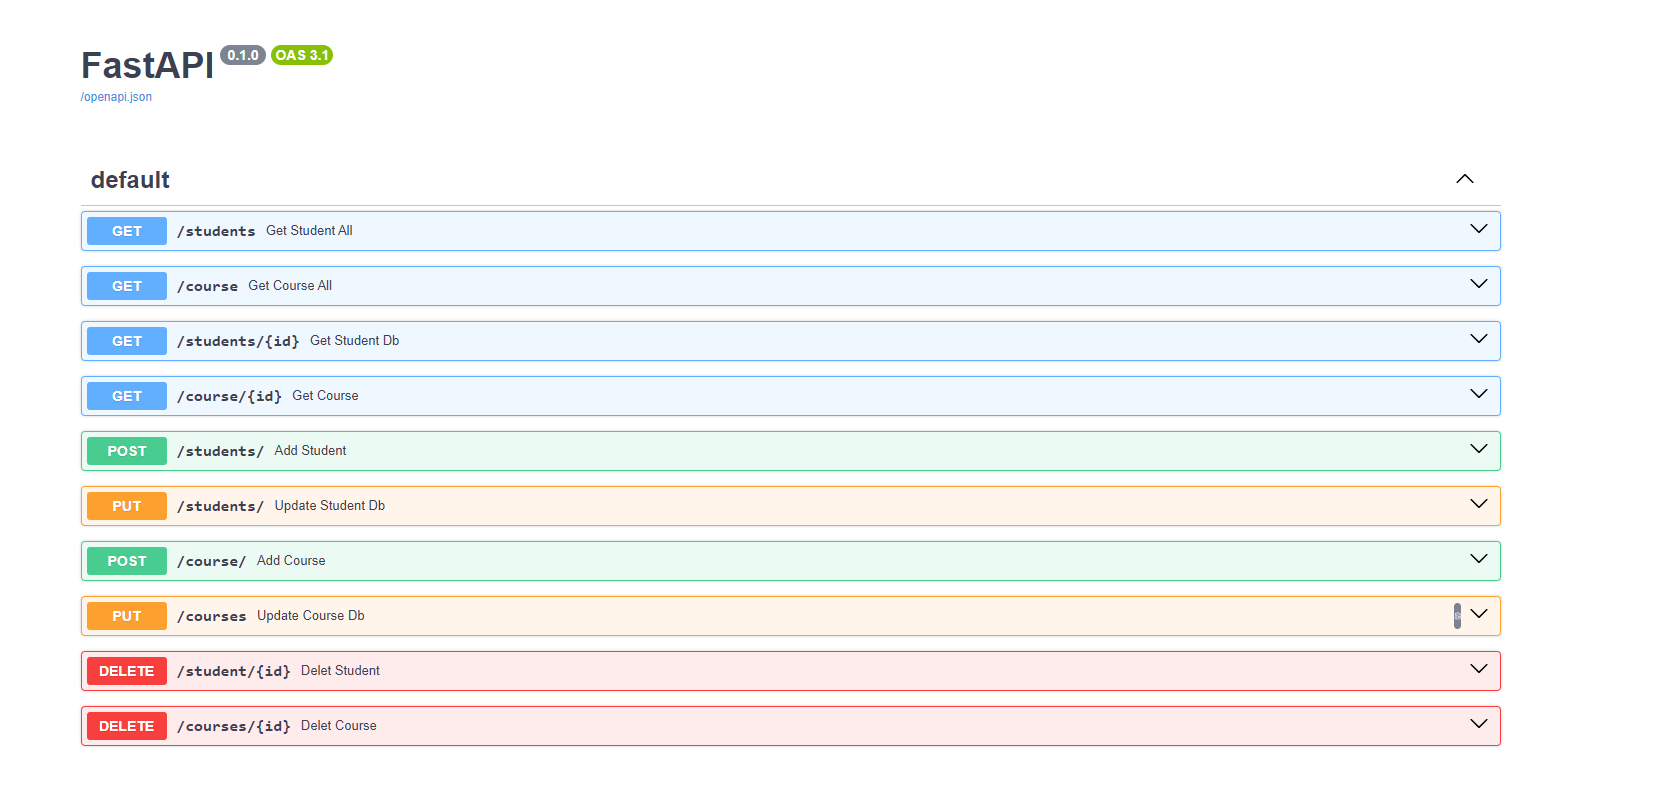 FastAPI 0.1.0 OAS 3.1
/openapi.json
default
GET /students Get Student All
GET /course Get Course All
GET /students/{id} Get Student Db
GET /course/{id} Get Course
POST /students/ Add Student
PUT /students/ Update Student Db
POST /course/ Add Course
PUT /courses Update Course Db
DELETE /student/{id} Delet Student
DELETE /courses/{id} Delet Course